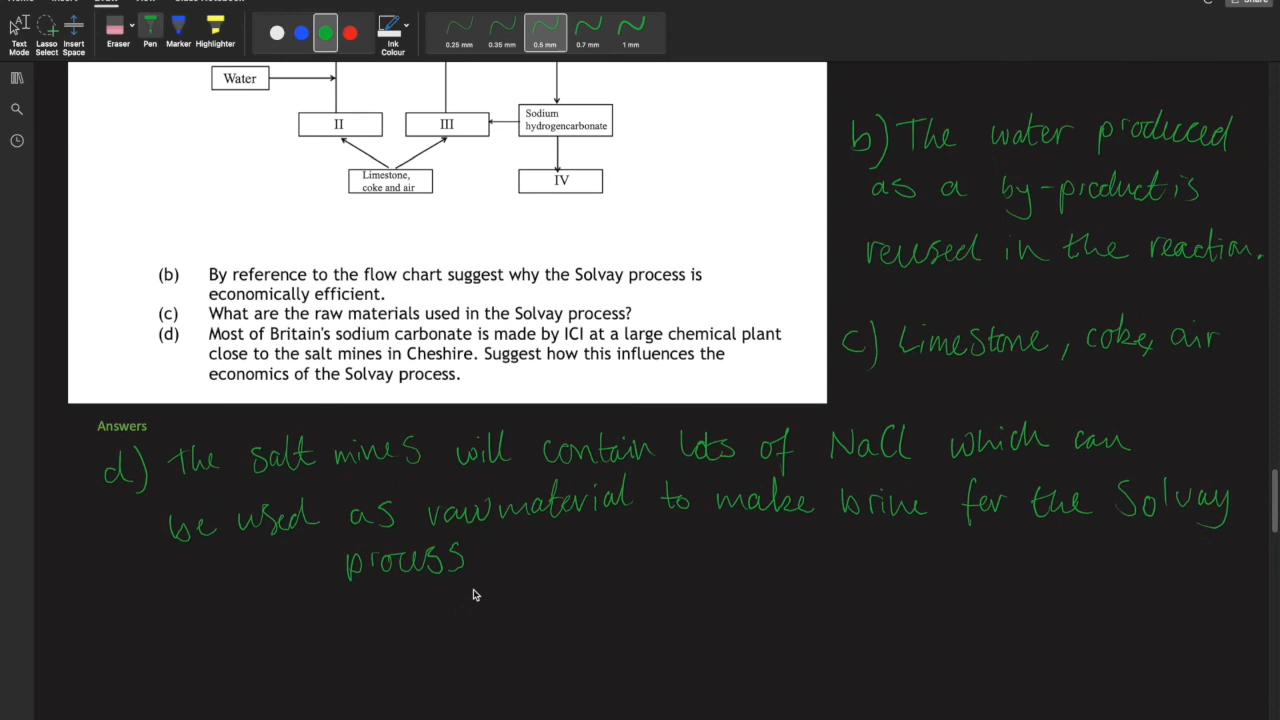 Text Mode
Lasso Select
Insert Space
Eraser
Pen
Marker
Highlighter
Ink Colour
0.25 mm
0.35 mm
0.5 mm
0.7 mm
1 mm
Water
II
III
Sodium hydrogencarbonate
Limestone, coke and air
IV
(b) By reference to the flow chart suggest why the Solvay process is
economically efficient.
(c) What are the raw materials used in the Solvay process?
(d) Most of Britain's sodium carbonate is made by ICI at a large chemical plant
close to the salt mines in Cheshire. Suggest how this influences the
economics of the Solvay process.
b) The water produced
as a by-product is
reused in the reaction.
c) Limestone, coke, air
Answers
d) The salt mines will contain lots of NaCl which can
be used as raw material to make brine for the Solvay
process